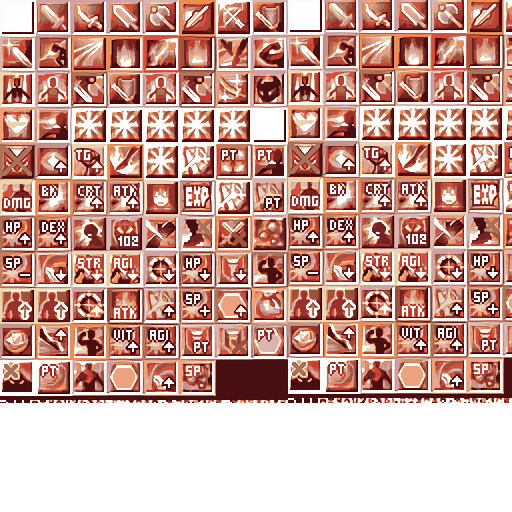 TG PT PT TG
DMG BK CRT ATK EXP PT DMG BK CRT ATK EXP
HP DEX 102 HP DEX 102
SP STR AGI HP SP STR AGI HP
ATK SP ATK SP
VIT AGI PT PT VIT AGI PT
PT SP PT SP